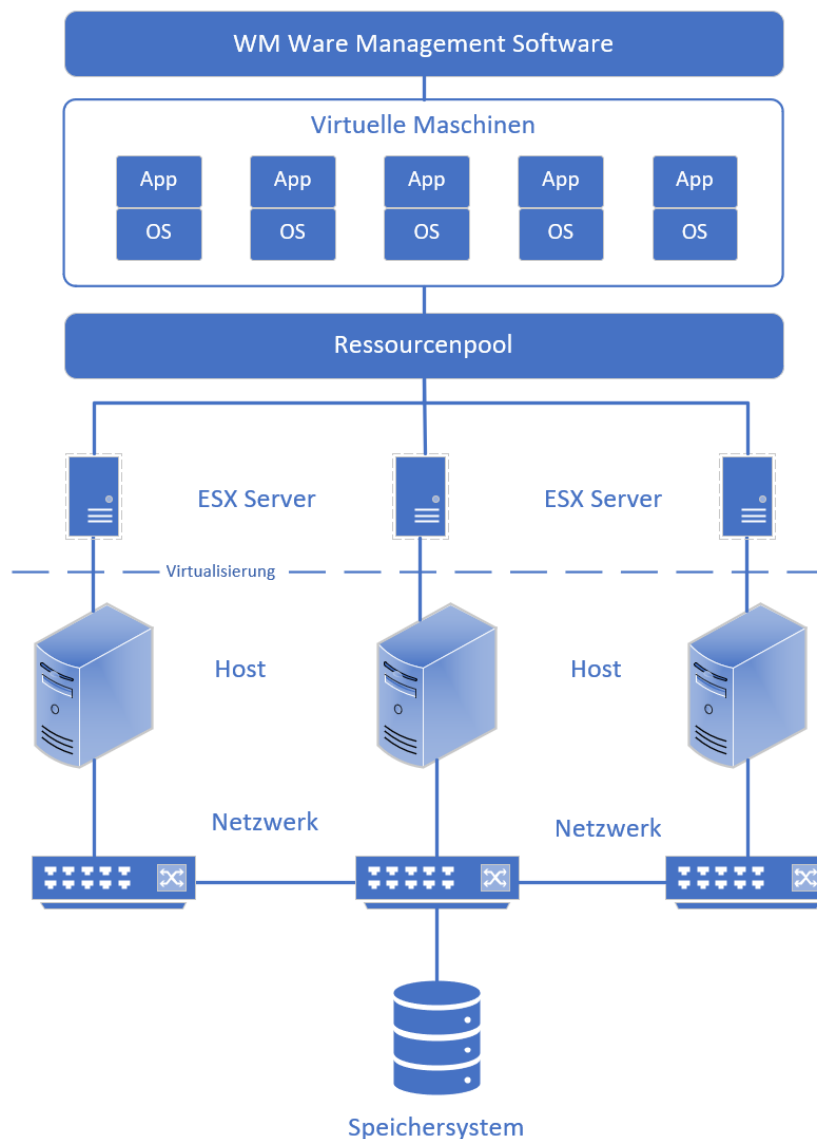 WM Ware Management Software
Virtuelle Maschinen
App App App App App
OS OS OS OS OS
Ressourcenpool
ESX Server ESX Server
Virtualisierung
Host Host
Netzwerk Netzwerk
Speichersystem